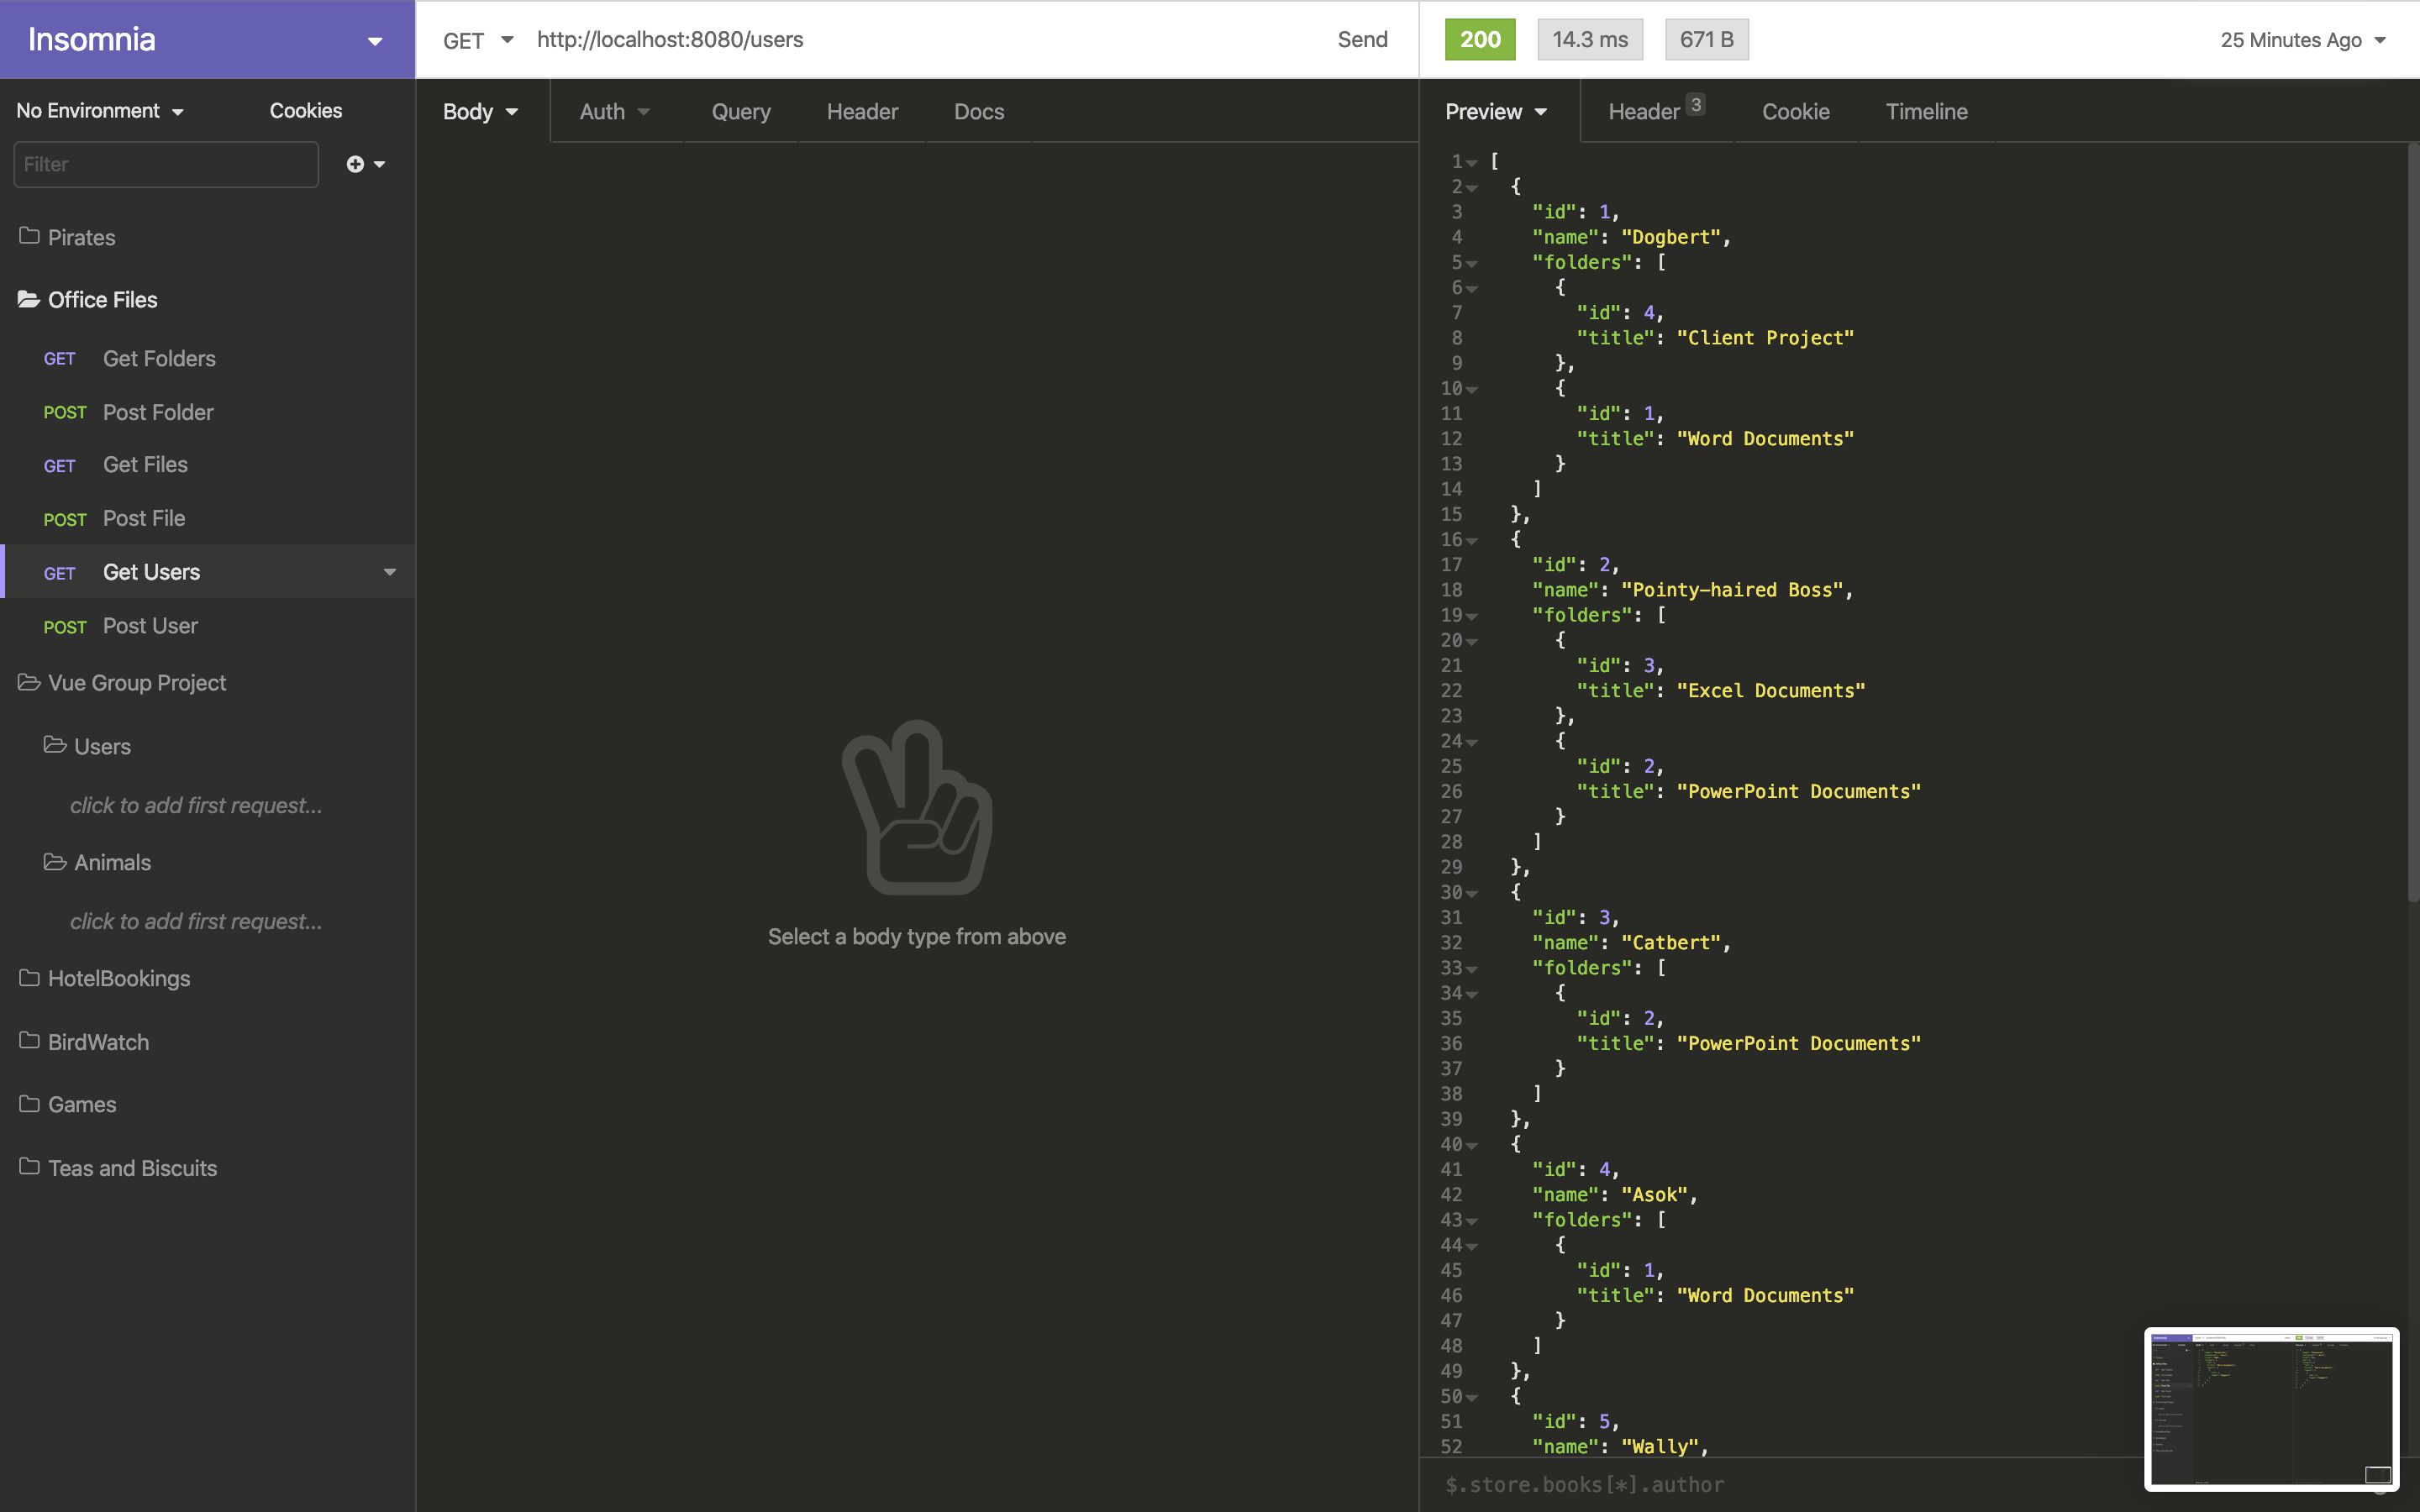 Insomnia
GET http://localhost:8080/users Send
200 14.3 ms 671 B 25 Minutes Ago
No Environment Cookies
Filter
Pirates
Office Files
GET Get Folders
POST Post Folder
GET Get Files
POST Post File
GET Get Users
POST Post User
Vue Group Project
Users
click to add first request...
Animals
click to add first request...
HotelBookings
BirdWatch
Games
Teas and Biscuits
Body Auth Query Header Docs
Select a body type from above
Preview Header 3 Cookie Timeline
1 [
2 {
3 "id": 1,
4 "name": "Dogbert",
5 "folders": [
6 {
7 "id": 4,
8 "title": "Client Project"
9 },
10 {
11 "id": 1,
12 "title": "Word Documents"
13 }
14 ]
15 },
16 {
17 "id": 2,
18 "name": "Pointy-haired Boss",
19 "folders": [
20 {
21 "id": 3,
22 "title": "Excel Documents"
23 },
24 {
25 "id": 2,
26 "title": "PowerPoint Documents"
27 }
28 ]
29 },
30 {
31 "id": 3,
32 "name": "Catbert",
33 "folders": [
34 {
35 "id": 2,
36 "title": "PowerPoint Documents"
37 }
38 ]
39 },
40 {
41 "id": 4,
42 "name": "Asok",
43 "folders": [
44 {
45 "id": 1,
46 "title": "Word Documents"
47 }
48 ]
49 },
50 {
51 "id": 5,
52 "name": "Wally",
$.store.books[*].author